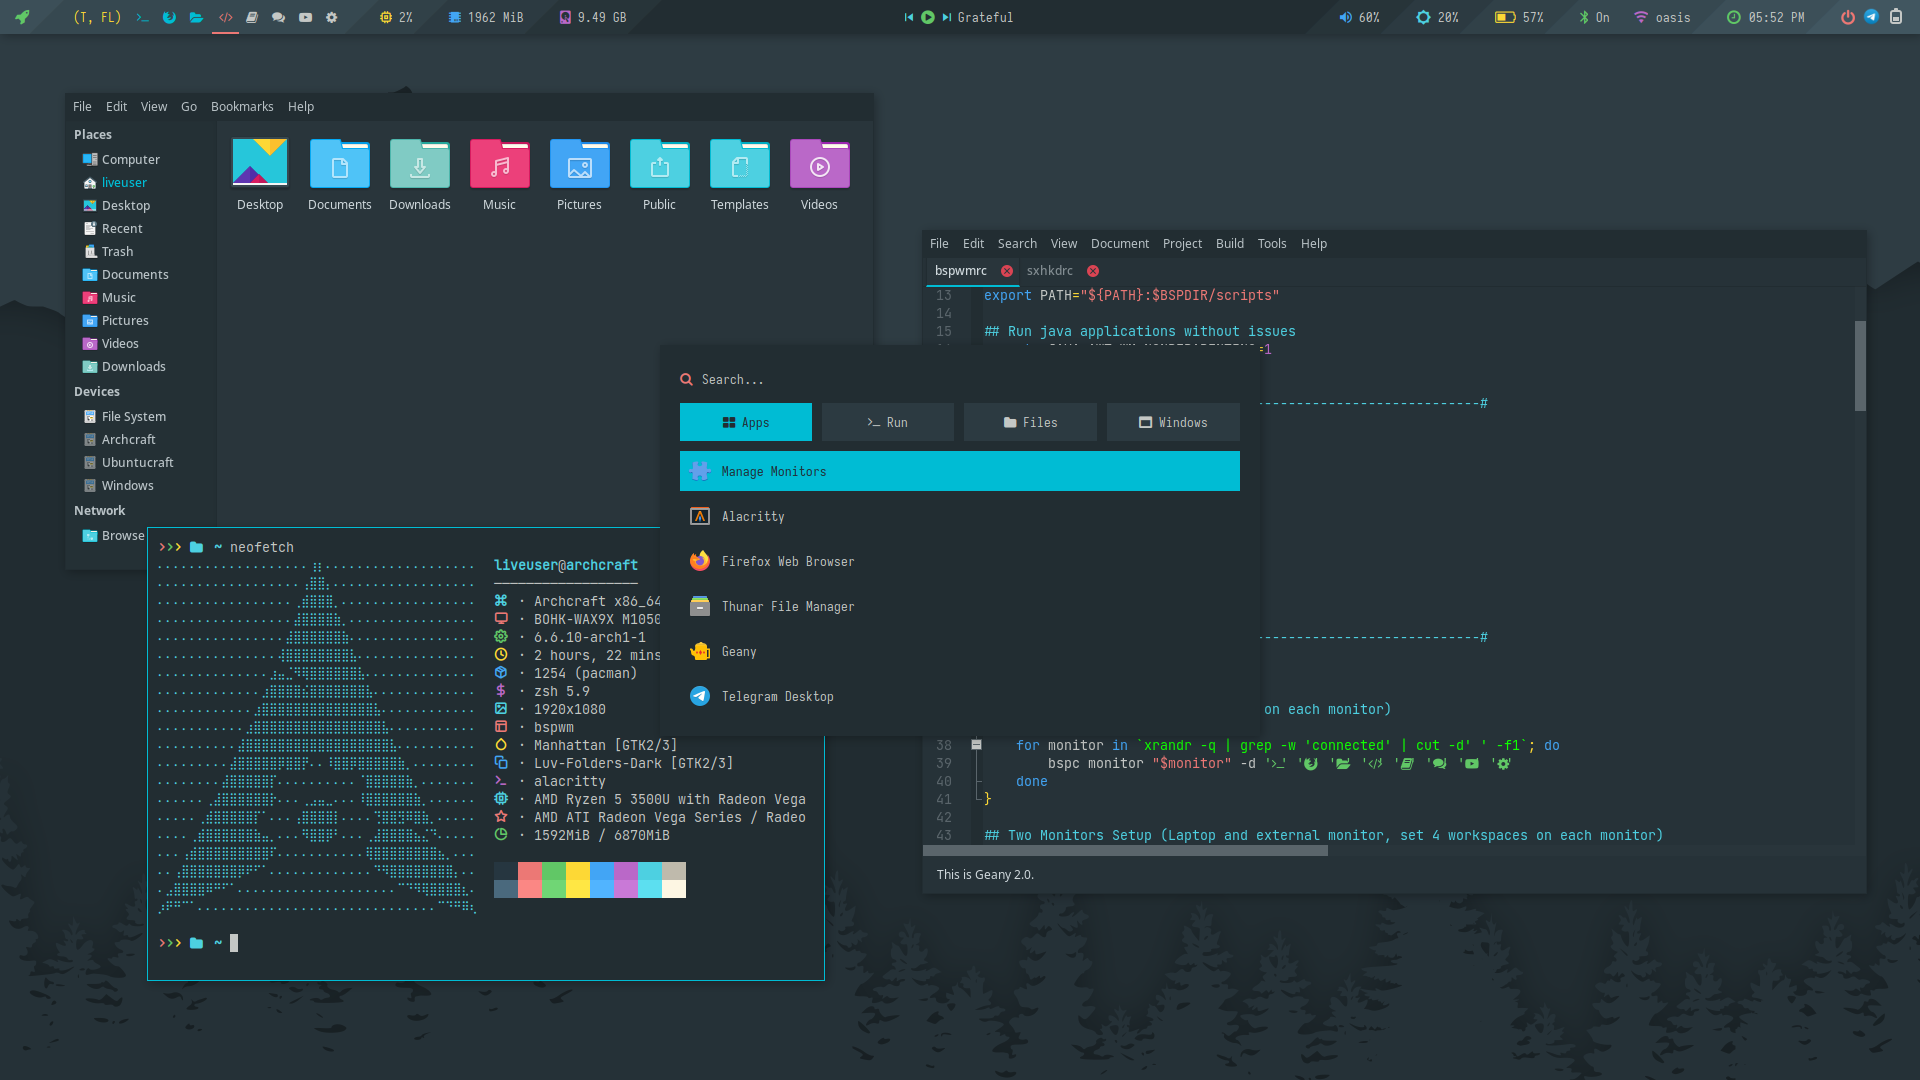 (T, FL) 2% 1962 MiB 9.49 GB Grateful 60% 20% 57% On oasis 05:52 PM
File Edit View Go Bookmarks Help
Places
Computer
liveuser
Desktop
Recent
Trash
Documents
Music
Pictures
Videos
Downloads
Devices
File System
Archcraft
Ubuntucraft
Windows
Network
Browse
Desktop Documents Downloads Music Pictures Public Templates Videos
File Edit Search View Document Project Build Tools Help
bspwmrc sxhkdrc
13 export PATH="${PATH}:$BSPDIR/scripts"
14
15 ## Run java applications without issues
=1
-#
-#
on each monitor)
38 for monitor in `xrandr -q | grep -w 'connected' | cut -d' ' -f1`; do
39 bspc monitor "$monitor" -d '' '' '' '' '' '' '' ''
40 done
41 }
42
43 ## Two Monitors Setup (Laptop and external monitor, set 4 workspaces on each monitor)
This is Geany 2.0.
Search...
Apps Run Files Windows
Manage Monitors
Alacritty
Firefox Web Browser
Thunar File Manager
Geany
Telegram Desktop
~ neofetch
liveuser@archcraft
· Archcraft x86_64
· BOHK-WAX9X M1050
· 6.6.10-arch1-1
· 2 hours, 22 mins
· 1254 (pacman)
· zsh 5.9
· 1920x1080
· bspwm
· Manhattan [GTK2/3]
· Luv-Folders-Dark [GTK2/3]
· alacritty
· AMD Ryzen 5 3500U with Radeon Vega
· AMD ATI Radeon Vega Series / Radeo
· 1592MiB / 6870MiB
~